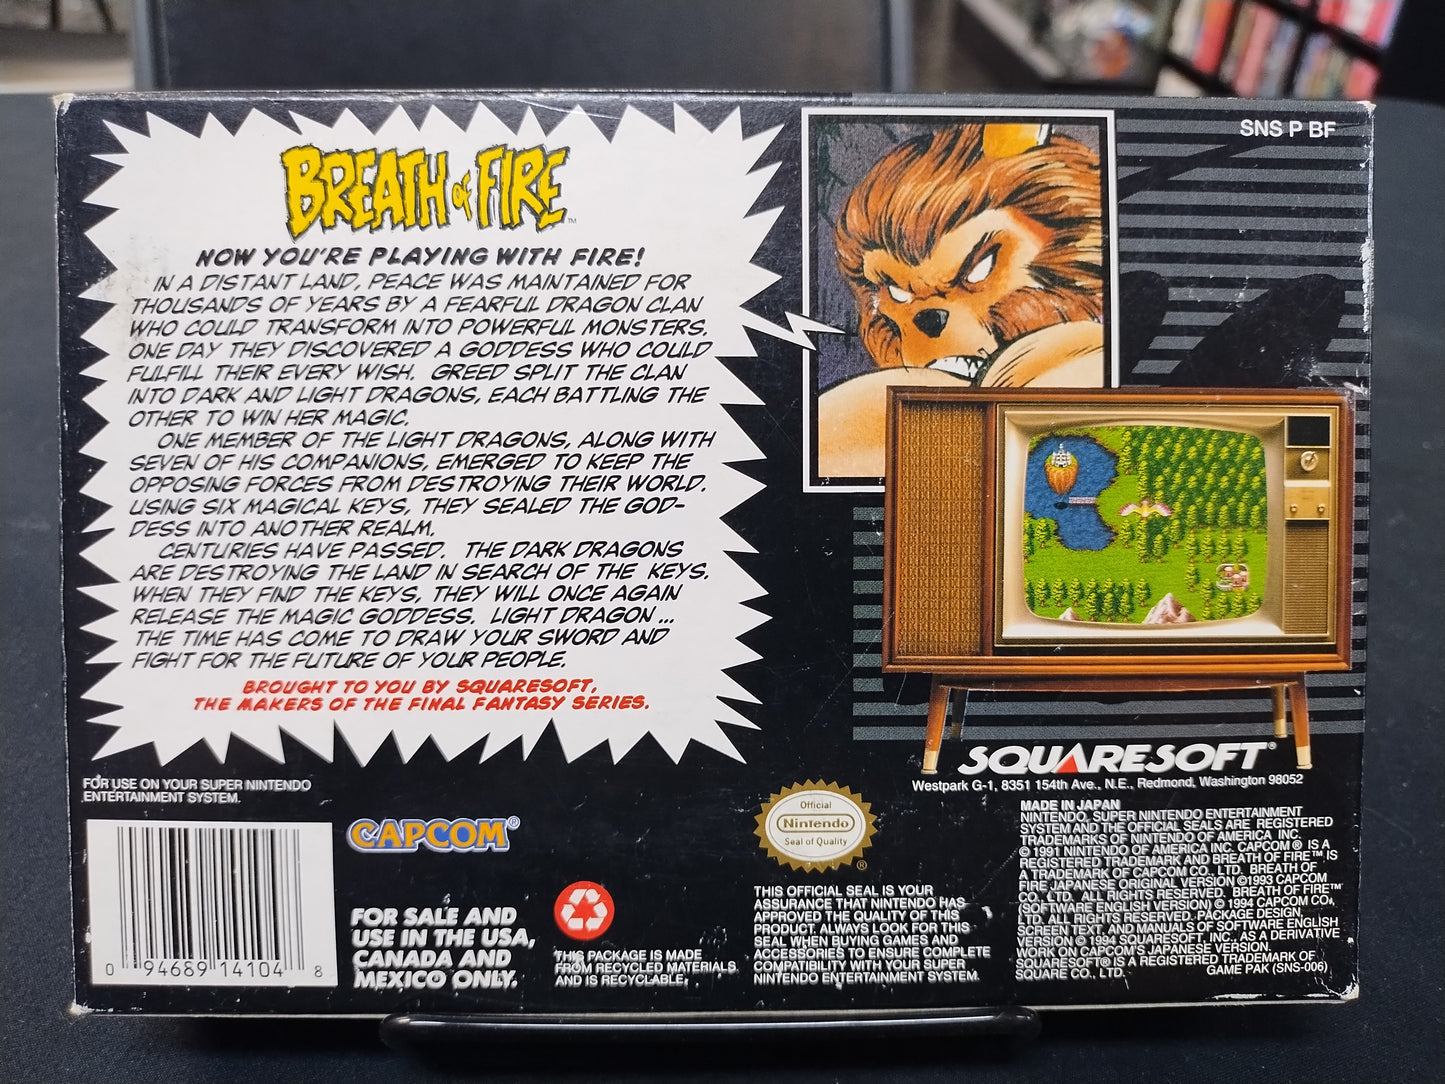 BREATH OF FIRE™
NOW YOU'RE PLAYING WITH FIRE!
IN A DISTANT LAND, PEACE WAS MAINTAINED FOR
THOUSANDS OF YEARS BY A FEARFUL DRAGON CLAN
WHO COULD TRANSFORM INTO POWERFUL MONSTERS.
ONE DAY THEY DISCOVERED A GODDESS WHO COULD
FULFILL THEIR EVERY WISH. GREED SPLIT THE CLAN
INTO DARK AND LIGHT DRAGONS, EACH BATTLING THE
OTHER TO WIN HER MAGIC.
ONE MEMBER OF THE LIGHT DRAGONS, ALONG WITH
SEVEN OF HIS COMPANIONS, EMERGED TO KEEP THE
OPPOSING FORCES FROM DESTROYING THEIR WORLD.
USING SIX MAGICAL KEYS, THEY SEALED THE GOD-
DESS INTO ANOTHER REALM.
CENTURIES HAVE PASSED. THE DARK DRAGONS
ARE DESTROYING THE LAND IN SEARCH OF THE KEYS.
WHEN THEY FIND THE KEYS, THEY WILL ONCE AGAIN
RELEASE THE MAGIC GODDESS. LIGHT DRAGON ...
THE TIME HAS COME TO DRAW YOUR SWORD AND
FIGHT FOR THE FUTURE OF YOUR PEOPLE.
BROUGHT TO YOU BY SQUARESOFT,
THE MAKERS OF THE FINAL FANTASY SERIES.
SNS P BF
SQUARESOFT®
Westpark G-1, 8351 154th Ave., N.E., Redmond, Washington 98052
FOR USE ON YOUR SUPER NINTENDO
ENTERTAINMENT SYSTEM.
0 94689 14104 8
CAPCOM®
FOR SALE AND
USE IN THE USA,
CANADA AND
MEXICO ONLY.
THIS PACKAGE IS MADE
FROM RECYCLED MATERIALS
AND IS RECYCLABLE.
Official
Nintendo
Seal of Quality
®
THIS OFFICIAL SEAL IS YOUR
ASSURANCE THAT NINTENDO HAS
APPROVED THE QUALITY OF THIS
PRODUCT. ALWAYS LOOK FOR THIS
SEAL WHEN BUYING GAMES AND
ACCESSORIES TO ENSURE COMPLETE
COMPATIBILITY WITH YOUR SUPER
NINTENDO ENTERTAINMENT SYSTEM.
MADE IN JAPAN
NINTENDO, SUPER NINTENDO ENTERTAINMENT
SYSTEM AND THE OFFICIAL SEALS ARE REGISTERED
TRADEMARKS OF NINTENDO OF AMERICA INC.
© 1991 NINTENDO OF AMERICA INC. CAPCOM ® IS A
REGISTERED TRADEMARK AND BREATH OF FIRE™ IS
A TRADEMARK OF CAPCOM CO., LTD. BREATH OF
FIRE JAPANESE ORIGINAL VERSION ©1993 CAPCOM
CO., LTD. ALL RIGHTS RESERVED. BREATH OF FIRE™
(SOFTWARE ENGLISH VERSION) © 1994 CAPCOM CO.,
LTD. ALL RIGHTS RESERVED. PACKAGE DESIGN,
SCREEN TEXT, AND MANUALS OF SOFTWARE ENGLISH
VERSION © 1994 SQUARESOFT, INC. AS A DERIVATIVE
WORK ON CAPCOM'S JAPANESE VERSION.
SQUARESOFT® IS A REGISTERED TRADEMARK OF
SQUARE CO., LTD.
GAME PAK (SNS-006)